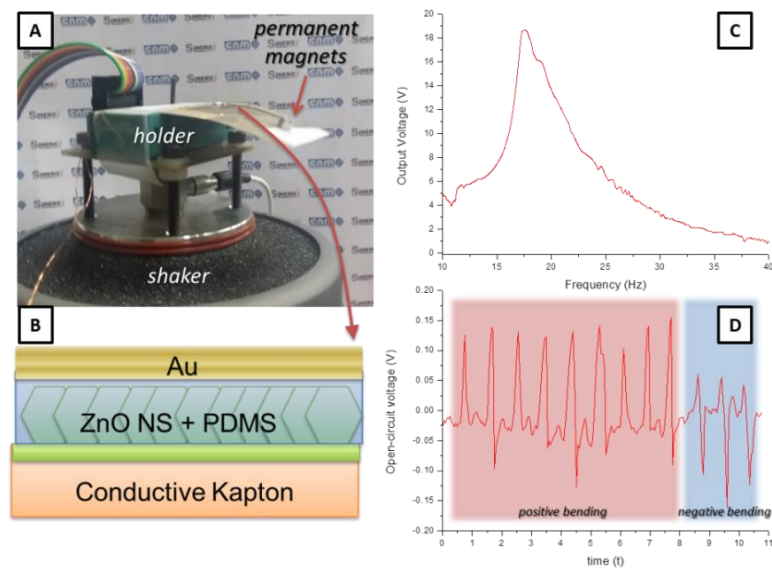 A
permanent
magnets
holder
shaker
B
Au
ZnO NS + PDMS
Conductive Kapton
C
20
18
16
14
12
10
8
6
4
2
0
Output Voltage (V)
10 15 20 25 30 35 40
Frequency (Hz)
D
0.20
0.15
0.10
0.05
0.00
-0.05
-0.10
-0.15
-0.20
Open-circuit voltage (V)
positive bending
negative bending
0 1 2 3 4 5 6 7 8 9 10 11
time (t)